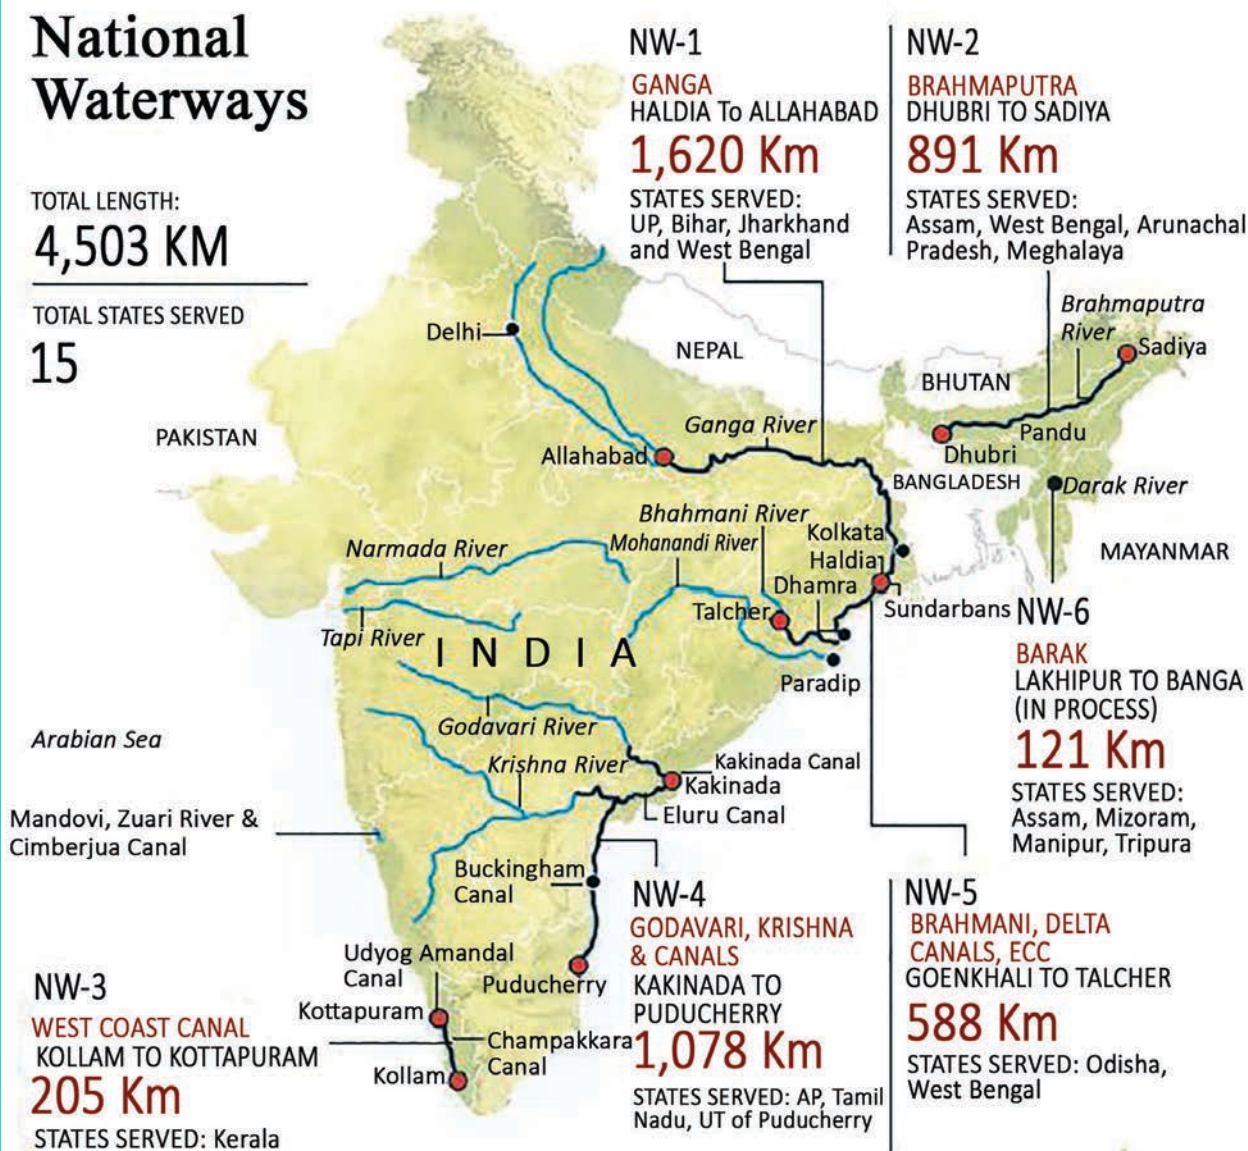 National
Waterways
TOTAL LENGTH:
4,503 KM
TOTAL STATES SERVED
15
NW-1
GANGA
HALDIA To ALLAHABAD
1,620 Km
STATES SERVED:
UP, Bihar, Jharkhand
and West Bengal
NW-2
BRAHMAPUTRA
DHUBRI TO SADIYA
891 Km
STATES SERVED:
Assam, West Bengal, Arunachal
Pradesh, Meghalaya
Brahmaputra
River
Sadiya
Delhi
NEPAL
BHUTAN
PAKISTAN
Ganga River
Pandu
Allahabad
Dhubri
BANGLADESH
Darak River
Bhahmani River
Narmada River
Mohanandi River
Kolkata
Haldia
MAYANMAR
Dhamra
Talcher
Sundarbans
Tapi River
INDIA
Paradip
NW-6
BARAK
LAKHIPUR TO BANGA
(IN PROCESS)
121 Km
STATES SERVED:
Assam, Mizoram,
Manipur, Tripura
Arabian Sea
Godavari River
Krishna River
Kakinada Canal
Kakinada
Eluru Canal
Mandovi, Zuari River &
Cimberjua Canal
Buckingham
Canal
NW-4
GODAVARI, KRISHNA
& CANALS
KAKINADA TO
PUDUCHERRY
1,078 Km
STATES SERVED: AP, Tamil
Nadu, UT of Puducherry
NW-5
BRAHMANI, DELTA
CANALS, ECC
GOENKHALI TO TALCHER
588 Km
STATES SERVED: Odisha,
West Bengal
Udyog Amandal
Canal
Puducherry
Kottapuram
Champakkara
Canal
Kollam
NW-3
WEST COAST CANAL
KOLLAM TO KOTTAPURAM
205 Km
STATES SERVED: Kerala